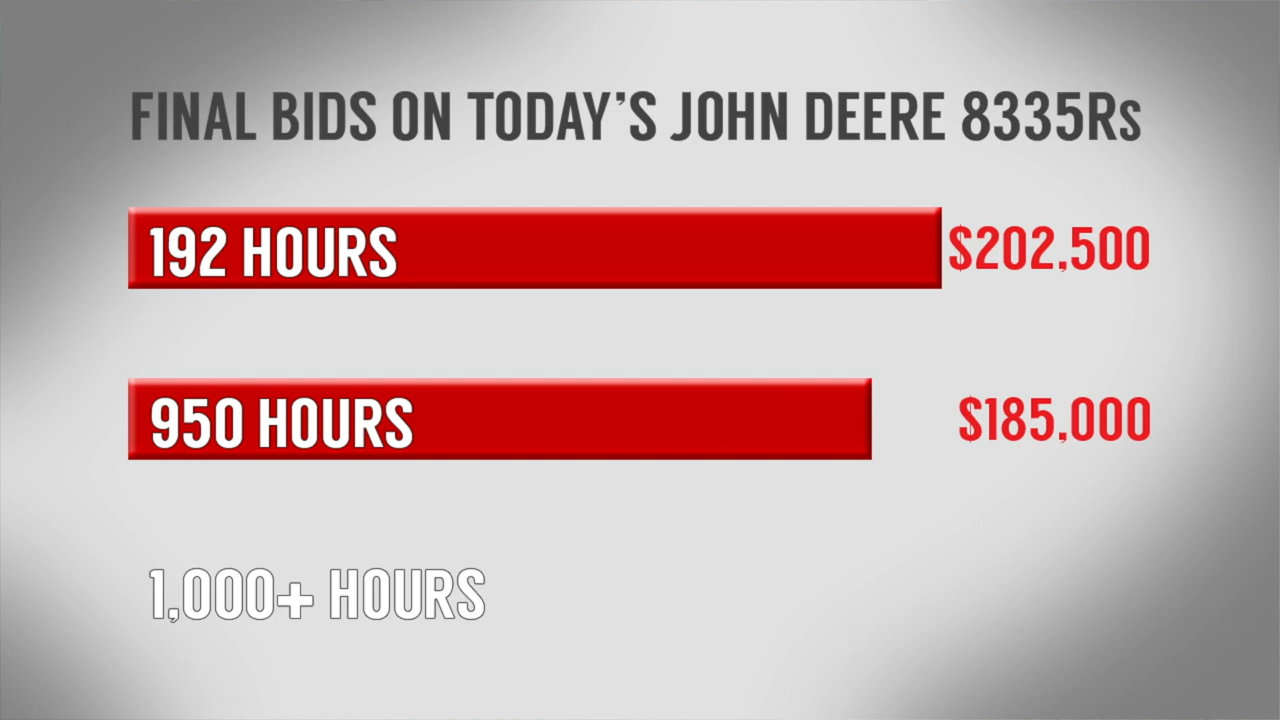 FINAL BIDS ON TODAY'S JOHN DEERE 8335Rs
192 HOURS $202,500
950 HOURS $185,000
1,000+ HOURS